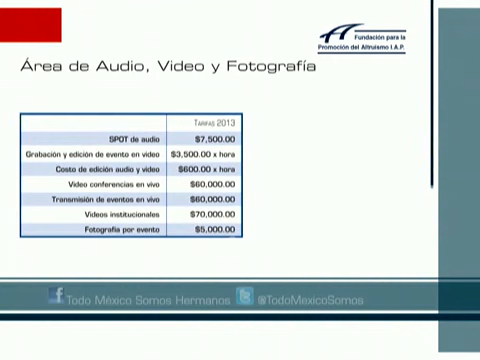 Fundación para la
Promoción del Altruismo I.A.P.
Área de Audio, Video y Fotografía
TARIFAS 2013
SPOT de audio $7,500.00
Grabación y edición de evento en video $3,500.00 x hora
Costo de edición audio y video $600.00 x hora
Video conferencias en vivo $60,000.00
Transmisión de eventos en vivo $60,000.00
Videos institucionales $70,000.00
Fotografía por evento $5,000.00
f Todo México Somos Hermanos @TodoMexicoSomos